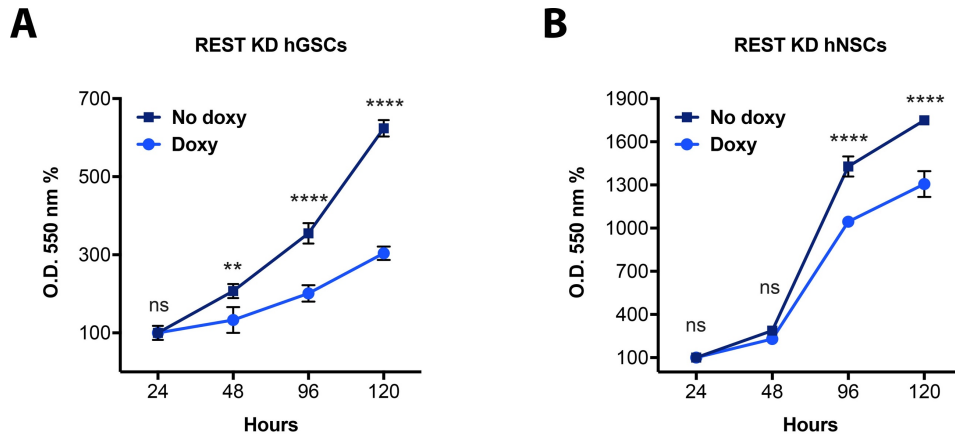 A
REST KD hGSCs
700
500
300
100
O.D. 550 nm %
No doxy
Doxy
ns
**
****
****
24
48
96
120
Hours
B
REST KD hNSCs
1900
1600
1300
1000
700
400
100
O.D. 550 nm %
No doxy
Doxy
ns
ns
****
****
24
48
96
120
Hours